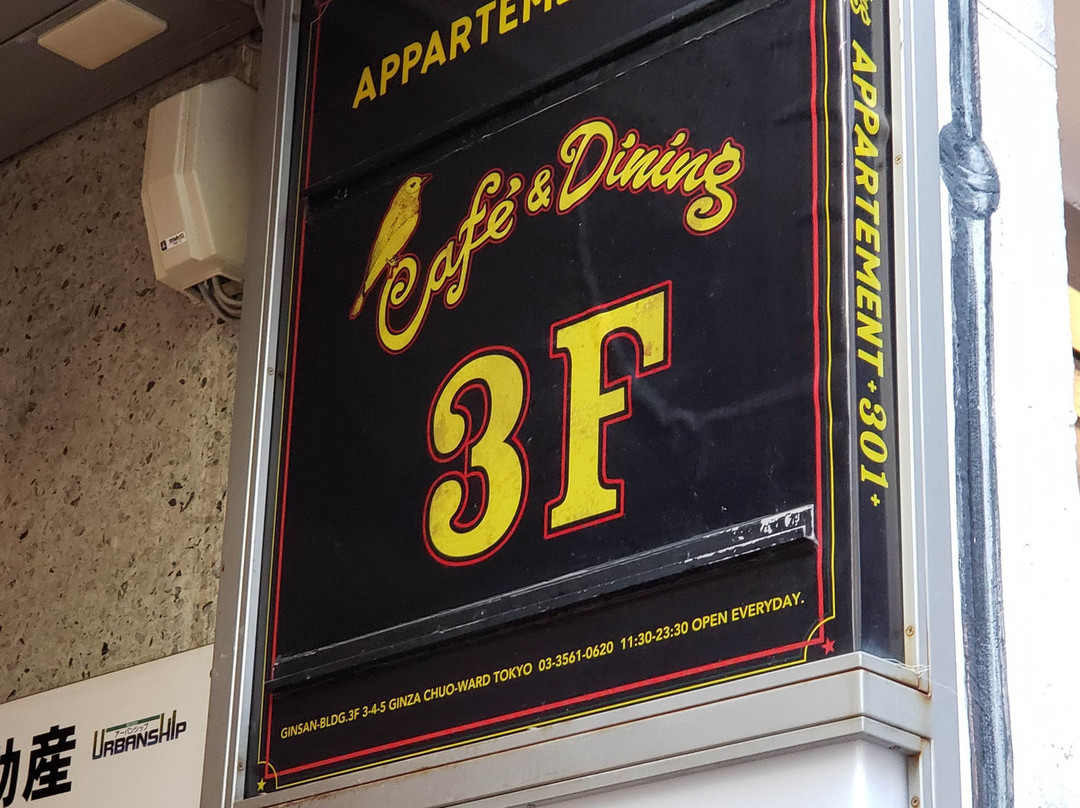 APPARTEM
Café & Dining
3F
GINSAN-BLDG.3F 3-4-5 GINZA CHUO-WARD TOKYO 03-3561-0620 11:30-23:30 OPEN EVERYDAY.
APPARTEMENT+301+
動産
アーバンシップ
URBANSHIP